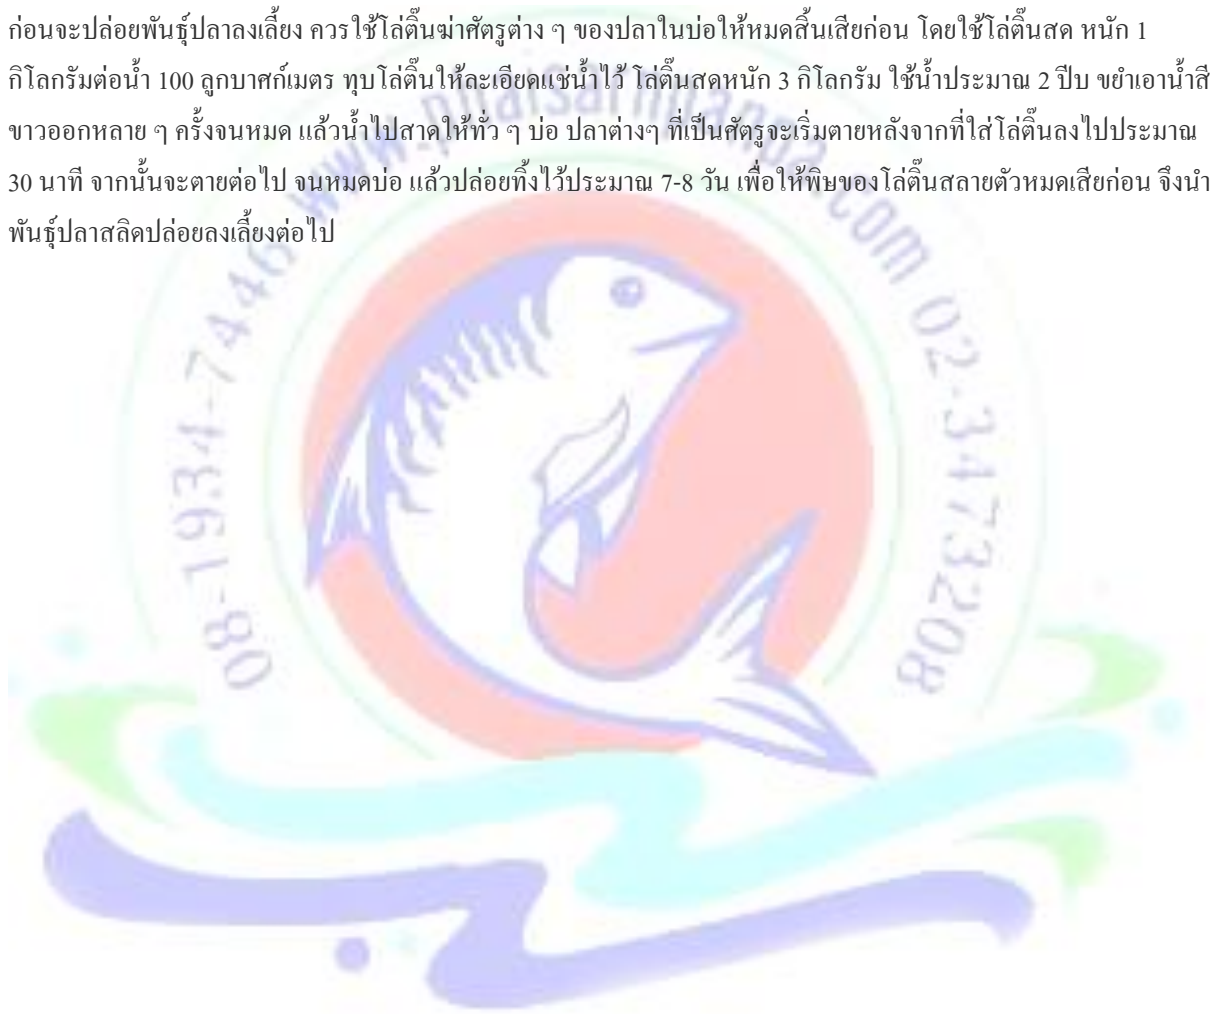 ก่อนจะปล่อยพันธุ์ปลาลงเลี้ยง ควรใช้โล่ติ๊นฆ่าศัตรูต่าง ๆ ของปลาในบ่อให้หมดสิ้นเสียก่อน โดยใช้โล่ติ๊นสด หนัก 1
กิโลกรัมต่อน้ำ 100 ลูกบาศก์เมตร ทุบโล่ติ๊นให้ละเอียดแช่น้ำไว้ โล่ติ๊นสดหนัก 3 กิโลกรัม ใช้น้ำประมาณ 2 ปีบ ขยำเอาน้ำสี
ขาวออกหลาย ๆ ครั้งจนหมด แล้วน้ำไปสาดให้ทั่ว ๆ บ่อ ปลาต่างๆ ที่เป็นศัตรูจะเริ่มตายหลังจากที่ใส่โล่ติ๊นลงไปประมาณ
30 นาที จากนั้นจะตายต่อไป จนหมดบ่อ แล้วปล่อยทิ้งไว้ประมาณ 7-8 วัน เพื่อให้พิษของโล่ติ๊นสลายตัวหมดเสียก่อน จึงนำ
พันธุ์ปลาสลิดปล่อยลงเลี้ยงต่อไป
08-1934-7446
02-3473208